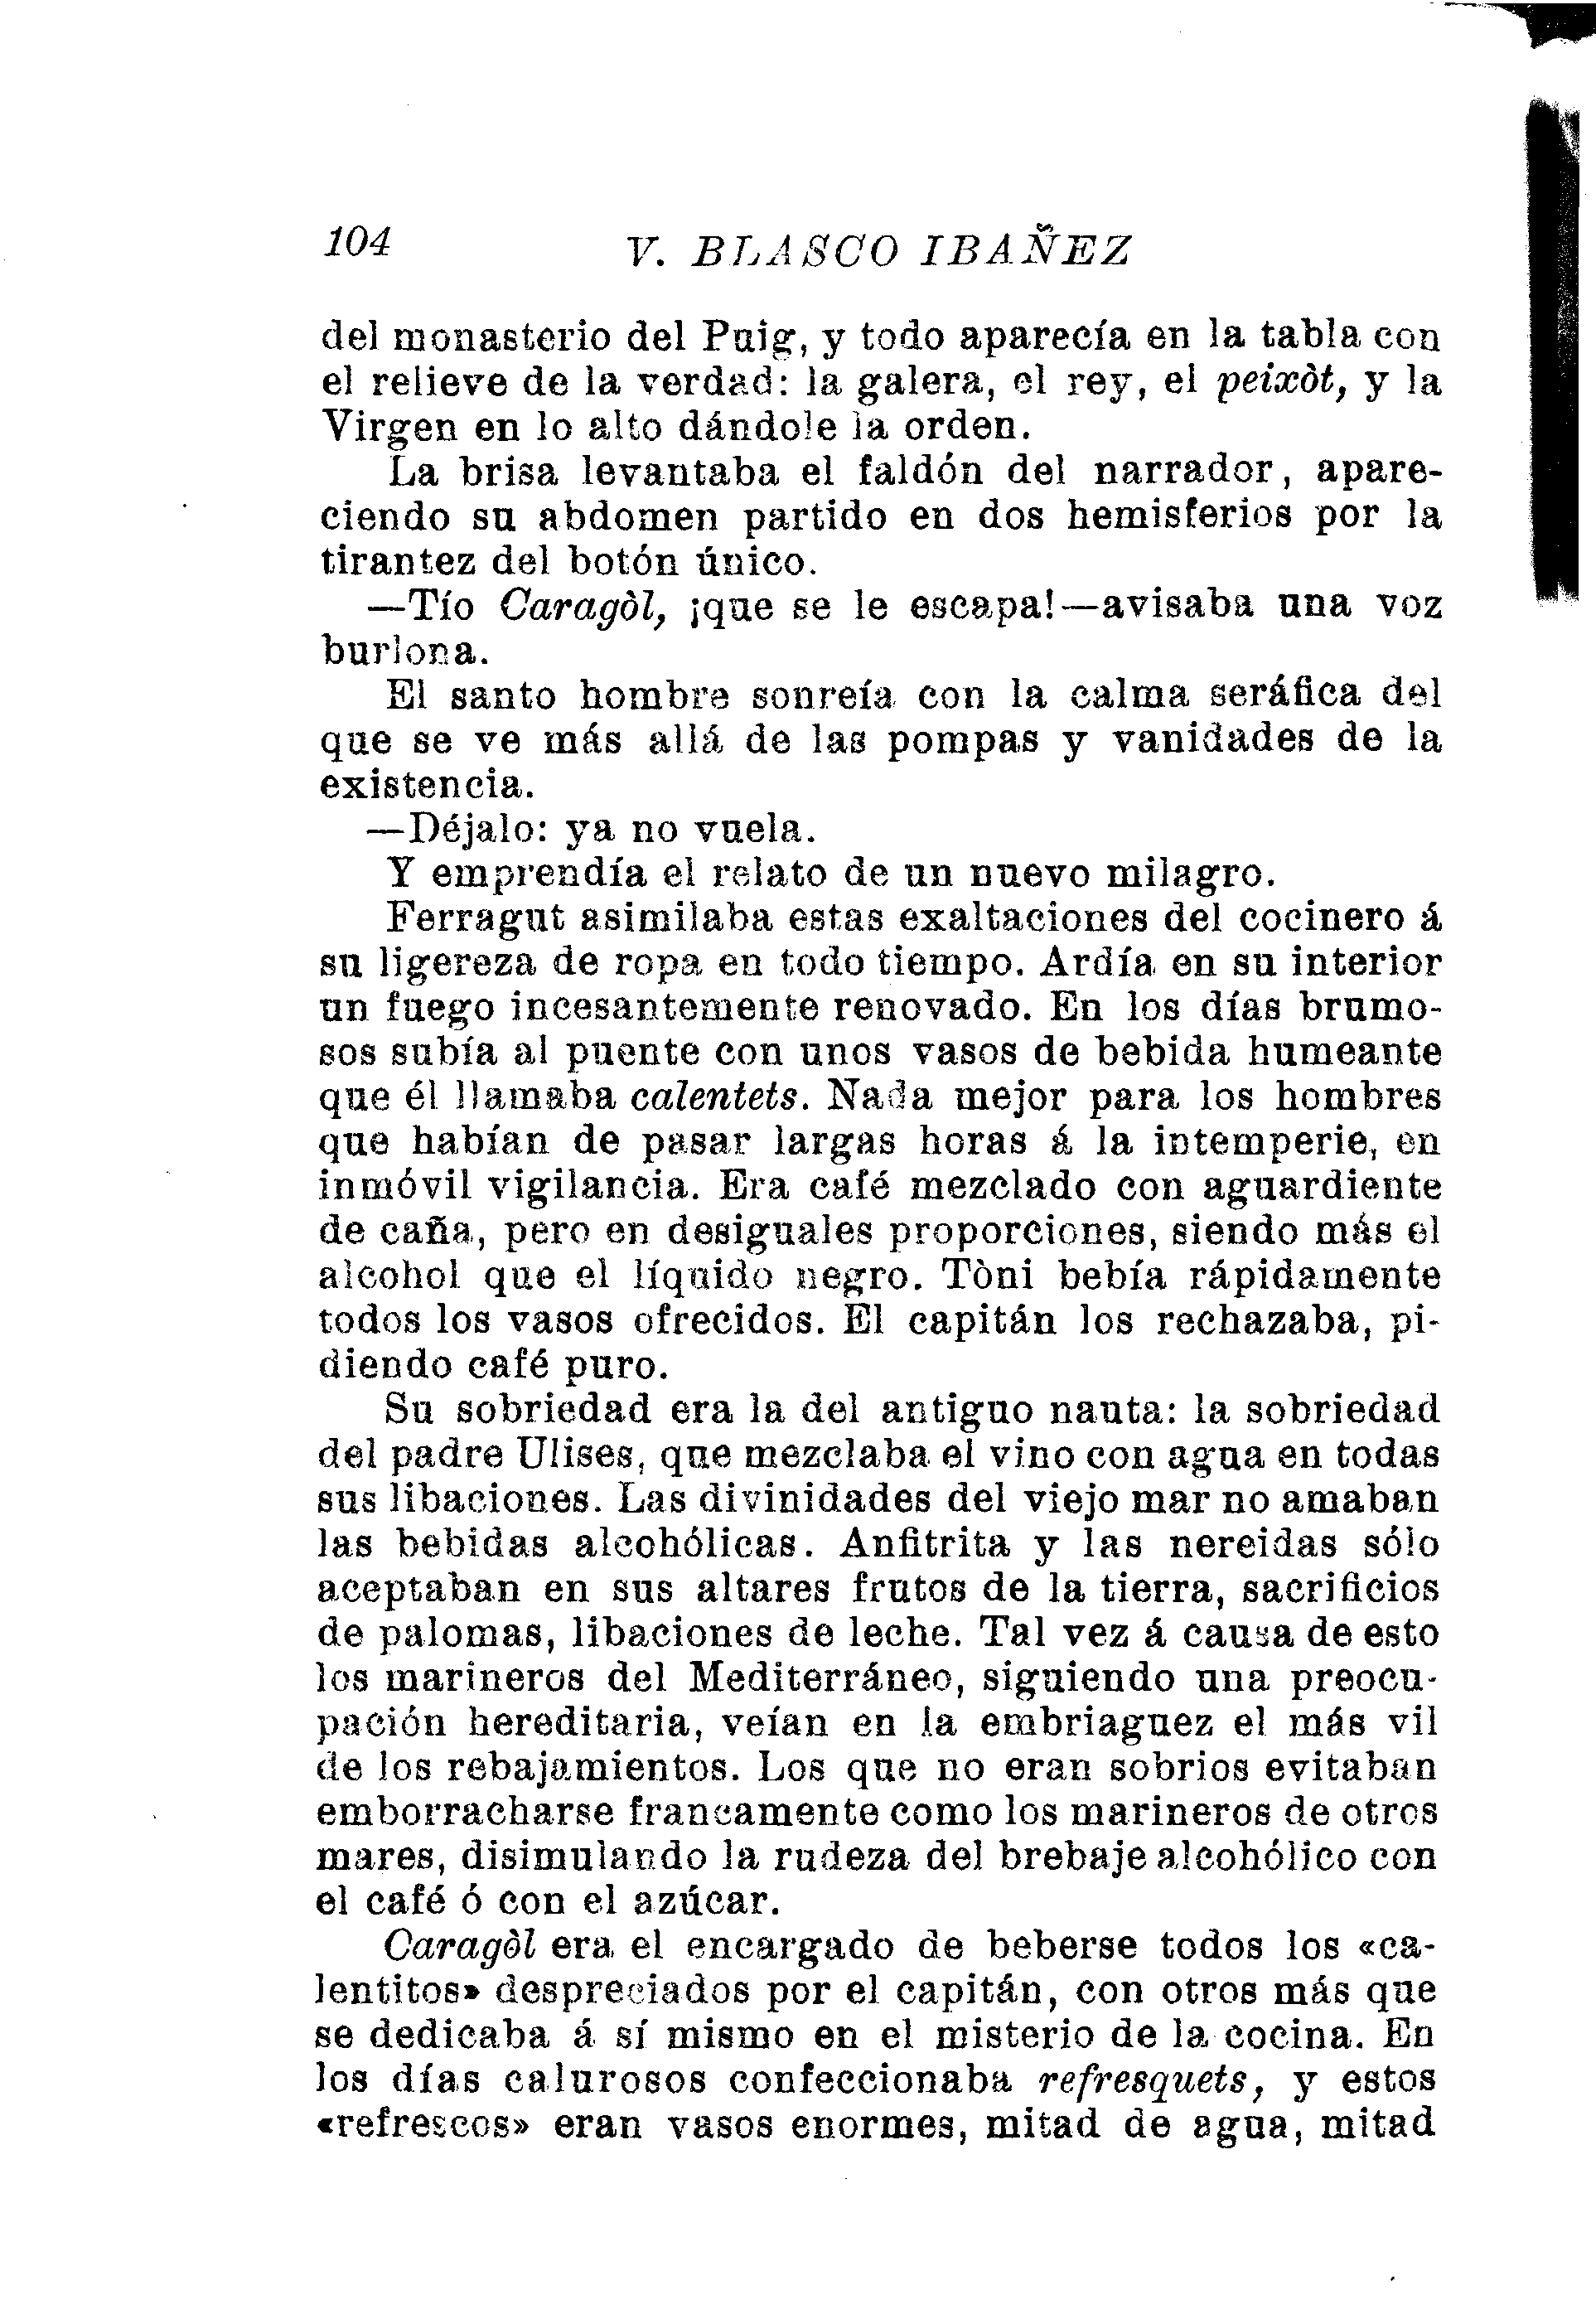 104
V. BLASCO IBAÑEZ
del monasterio del Puig, y todo aparecía en la tabla con
el relieve de la verdad: la galera, el rey, el peixòt, y la
Virgen en lo alto dándole la orden.
La brisa levantaba el faldón del narrador, apare-
ciendo su abdomen partido en dos hemisferios por la
tirantez del botón único.
—Tío Caragòl, ¡que se le escapa!—avisaba una voz
burlona.
El santo hombre sonreía con la calma seráfica del
que se ve más allá de las pompas y vanidades de la
existencia.
—Déjalo: ya no vuela.
Y emprendía el relato de un nuevo milagro.
Ferragut asimilaba estas exaltaciones del cocinero á
su ligereza de ropa en todo tiempo. Ardía en su interior
un fuego incesantemente renovado. En los días brumo-
sos subía al puente con unos vasos de bebida humeante
que él llamaba calentets. Nada mejor para los hombres
que habían de pasar largas horas á la intemperie, en
inmóvil vigilancia. Era café mezclado con aguardiente
de caña, pero en desiguales proporciones, siendo más el
alcohol que el líquido negro. Tòni bebía rápidamente
todos los vasos ofrecidos. El capitán los rechazaba, pi-
diendo café puro.
Su sobriedad era la del antiguo nauta: la sobriedad
del padre Ulises, que mezclaba el vino con agua en todas
sus libaciones. Las divinidades del viejo mar no amaban
las bebidas alcohólicas. Anfitrita y las nereidas sólo
aceptaban en sus altares frutos de la tierra, sacrificios
de palomas, libaciones de leche. Tal vez á causa de esto
los marineros del Mediterráneo, siguiendo una preocu-
pación hereditaria, veían en la embriaguez el más vil
de los rebajamientos. Los que no eran sobrios evitaban
emborracharse francamente como los marineros de otros
mares, disimulando la rudeza del brebaje alcohólico con
el café ó con el azúcar.
Caragòl era el encargado de beberse todos los «ca-
lentitos» despreciados por el capitán, con otros más que
se dedicaba á sí mismo en el misterio de la cocina. En
los días calurosos confeccionaba refresquets, y estos
«refrescos» eran vasos enormes, mitad de agua, mitad